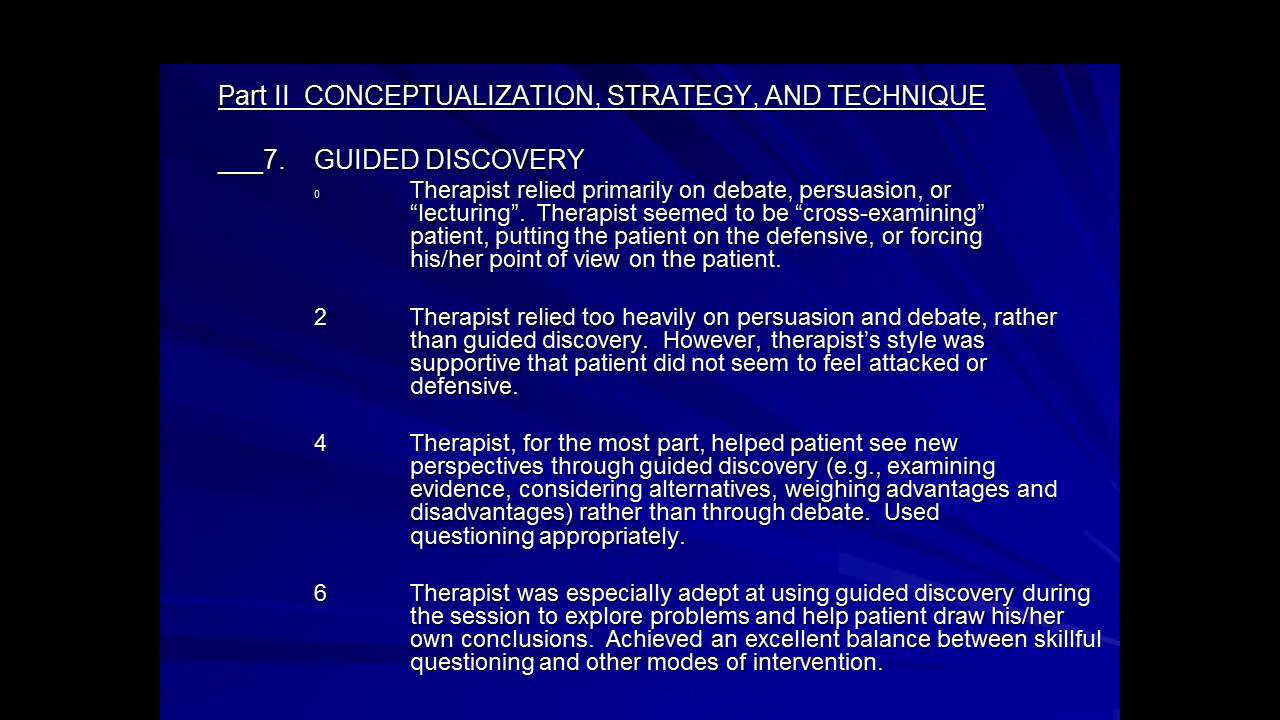 Part II  CONCEPTUALIZATION, STRATEGY, AND TECHNIQUE
___7. GUIDED DISCOVERY
0 Therapist relied primarily on debate, persuasion, or
“lecturing”.  Therapist seemed to be “cross-examining”
patient, putting the patient on the defensive, or forcing
his/her point of view on the patient.
2 Therapist relied too heavily on persuasion and debate, rather
than guided discovery.  However, therapist’s style was
supportive that patient did not seem to feel attacked or
defensive.
4 Therapist, for the most part, helped patient see new
perspectives through guided discovery (e.g., examining
evidence, considering alternatives, weighing advantages and
disadvantages) rather than through debate.  Used
questioning appropriately.
6 Therapist was especially adept at using guided discovery during
the session to explore problems and help patient draw his/her
own conclusions.  Achieved an excellent balance between skillful
questioning and other modes of intervention.